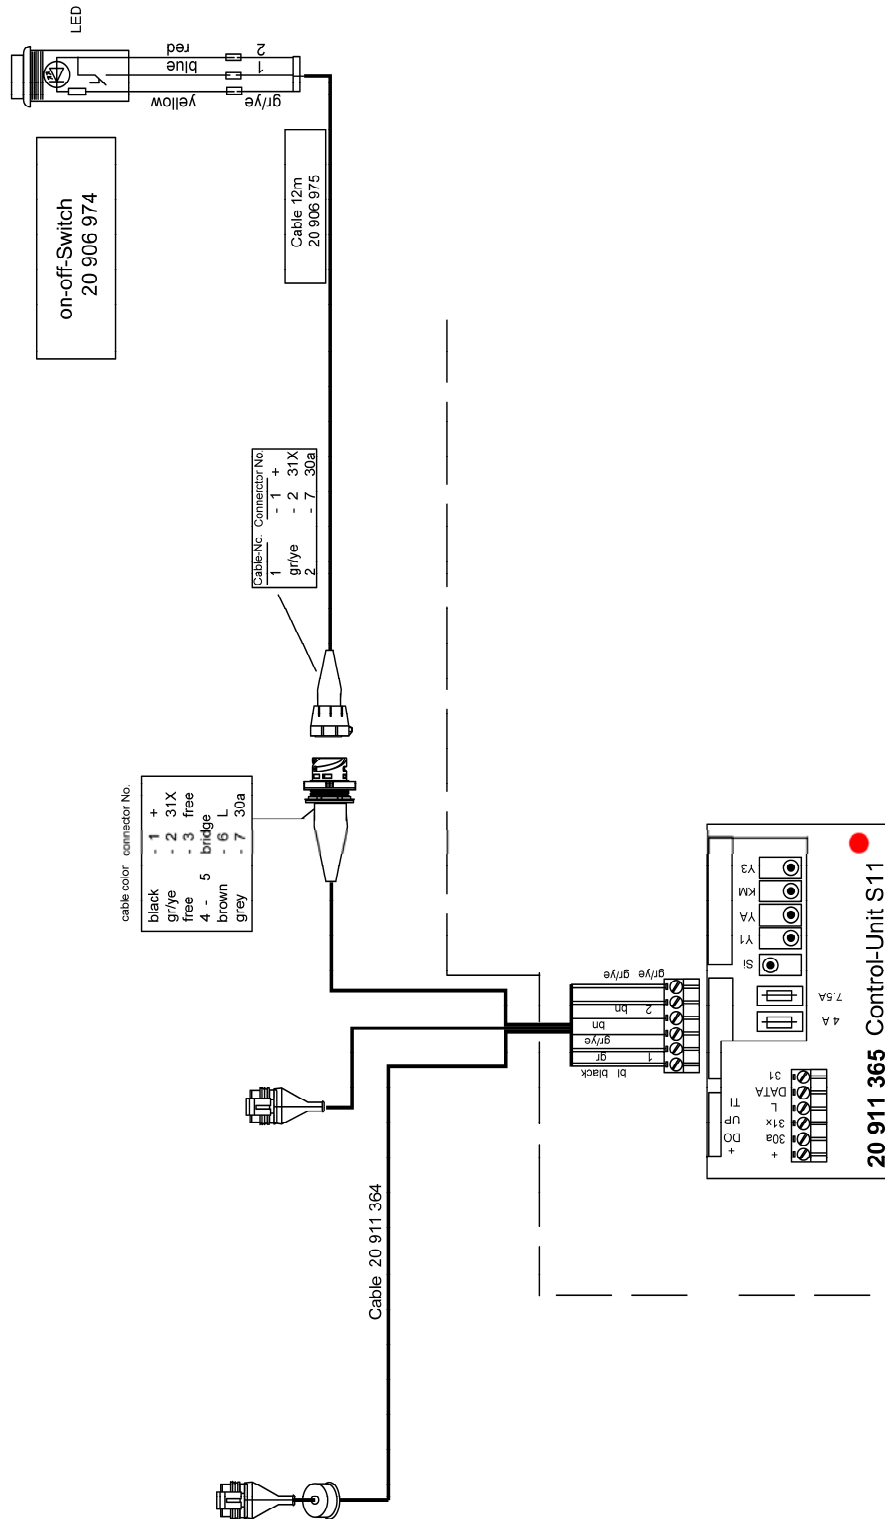 LED
red
blue
yellow
2
1
gr/ye
on-off-Switch
20 906 974
Cable 12m
20 906 975
Cable-No. Connerctor No.
1 - 1 +
gr/ye - 2 31X
2 - 7 30a
cable color connector No.
black - 1 +
gr/ye - 2 31X
free - 3 free
4 - 5 bridge
brown - 6 L
grey - 7 30a
Cable 20 911 364
gr/ye gr/ye
2 bn
bn
gr/ye
1 gr
bl black
Y3
KM
YA
Y1
Si
7.5A
4 A
TI
UP
DO
+
31
DATA
L
31x
30a
+
20 911 365 Control-Unit S11